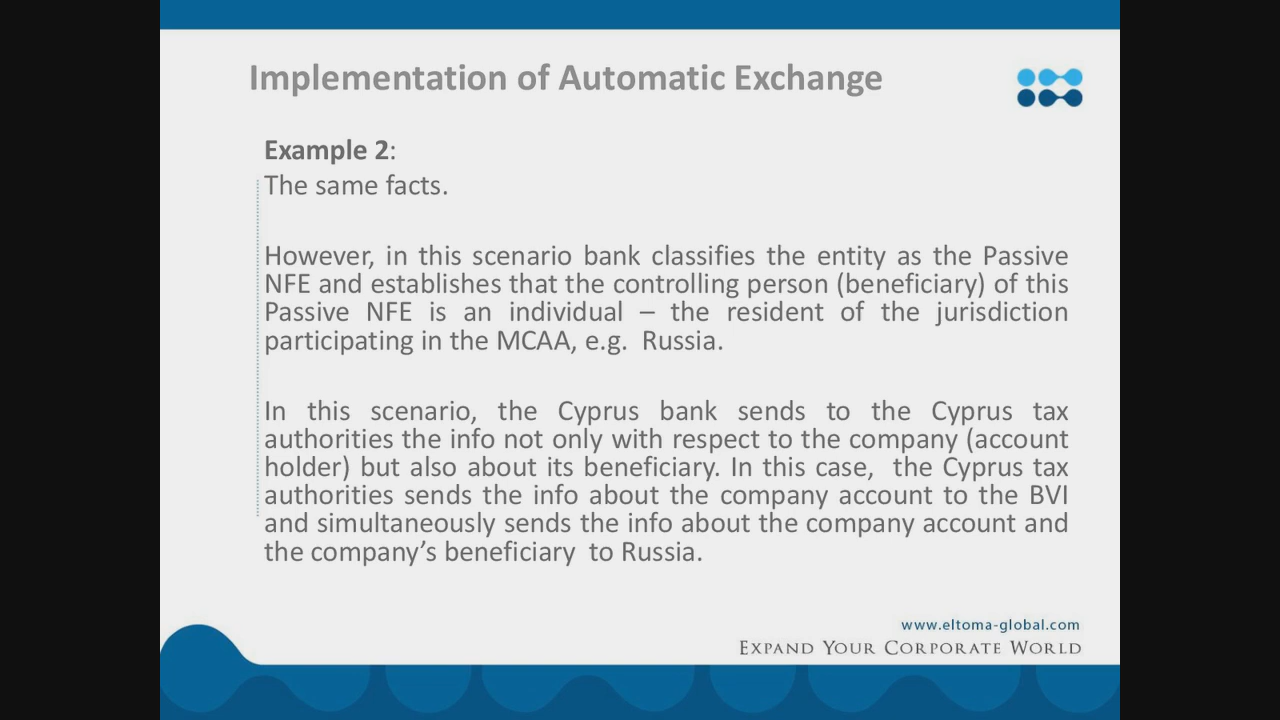 Implementation of Automatic Exchange
Example 2:
The same facts.
However, in this scenario bank classifies the entity as the Passive
NFE and establishes that the controlling person (beneficiary) of this
Passive NFE is an individual – the resident of the jurisdiction
participating in the MCAA, e.g. Russia.
In this scenario, the Cyprus bank sends to the Cyprus tax
authorities the info not only with respect to the company (account
holder) but also about its beneficiary. In this case, the Cyprus tax
authorities sends the info about the company account to the BVI
and simultaneously sends the info about the company account and
the company’s beneficiary to Russia.
www.eltoma-global.com
Expand Your Corporate World